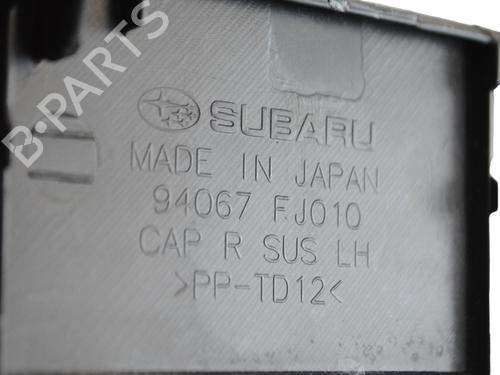 B-PARTS
SUBARU
MADE IN JAPAN
94067 FJ010
CAP R SUS LH
>PP-TD12<